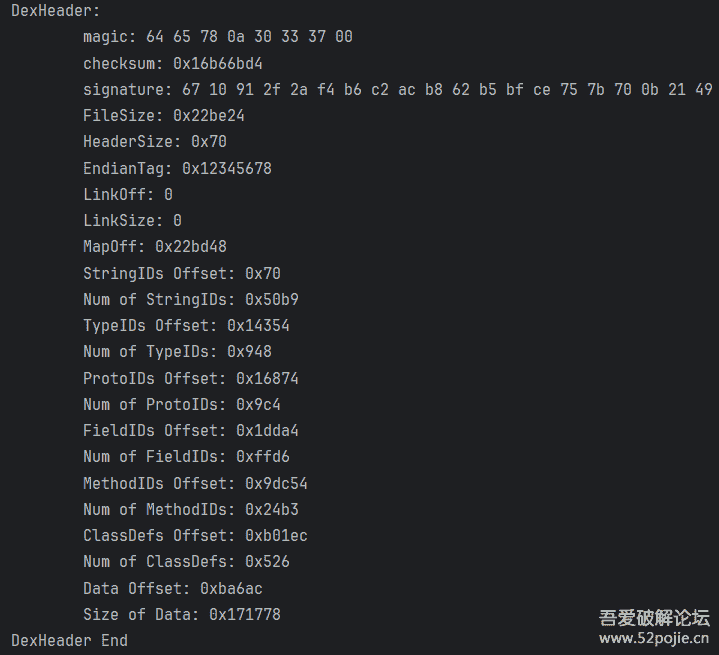 DexHeader:
magic: 64 65 78 0a 30 33 37 00
checksum: 0x16b66bd4
signature: 67 10 91 2f 2a f4 b6 c2 ac b8 62 b5 bf ce 75 7b 70 0b 21 49
FileSize: 0x22be24
HeaderSize: 0x70
EndianTag: 0x12345678
LinkOff: 0
LinkSize: 0
MapOff: 0x22bd48
StringIDs Offset: 0x70
Num of StringIDs: 0x50b9
TypeIDs Offset: 0x14354
Num of TypeIDs: 0x948
ProtoIDs Offset: 0x16874
Num of ProtoIDs: 0x9c4
FieldIDs Offset: 0x1dda4
Num of FieldIDs: 0xffd6
MethodIDs Offset: 0x9dc54
Num of MethodIDs: 0x24b3
ClassDefs Offset: 0xb01ec
Num of ClassDefs: 0x526
Data Offset: 0xba6ac
Size of Data: 0x171778
DexHeader End
吾爱破解论坛
www.52pojie.cn